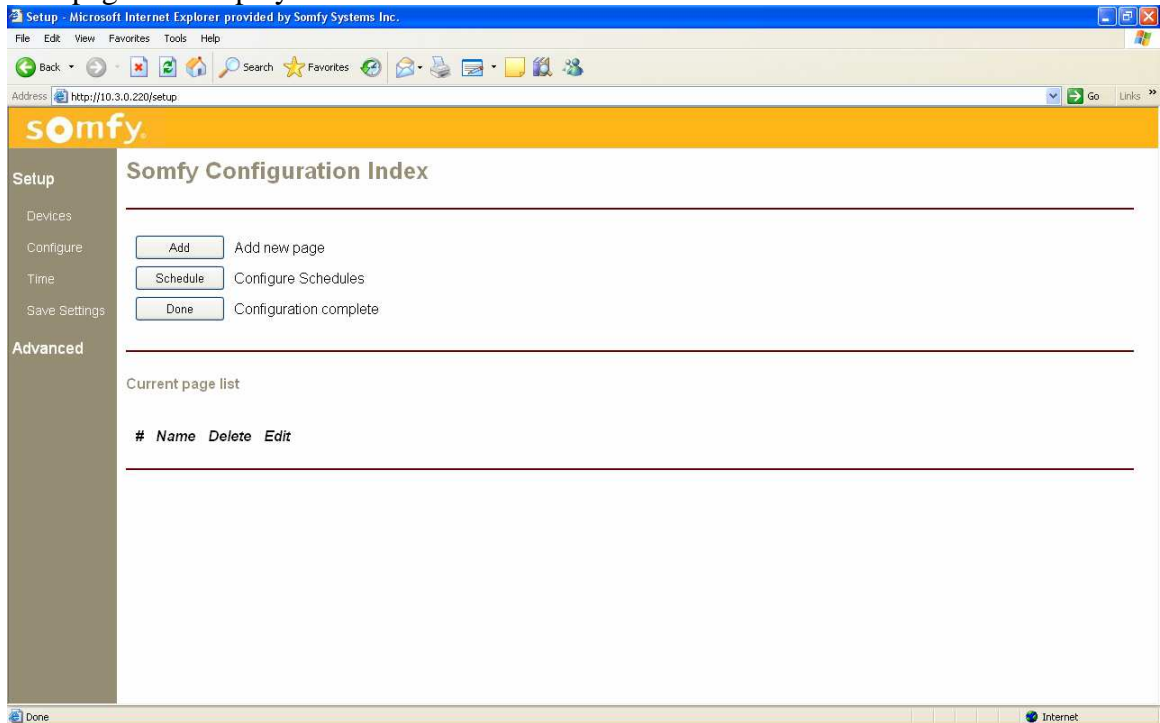 Setup - Microsoft Internet Explorer provided by Somfy Systems Inc.
File Edit View Favorites Tools Help
Back Search Favorites
Address http://10.3.0.220/setup Go Links »
somfy.
Setup
Devices
Configure
Time
Save Settings
Advanced
Somfy Configuration Index
Add Add new page
Schedule Configure Schedules
Done Configuration complete
Current page list
# Name Delete Edit
Done Internet